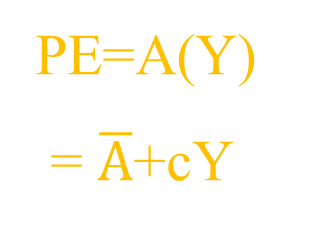 PE=A(Y)
= A̅+cY